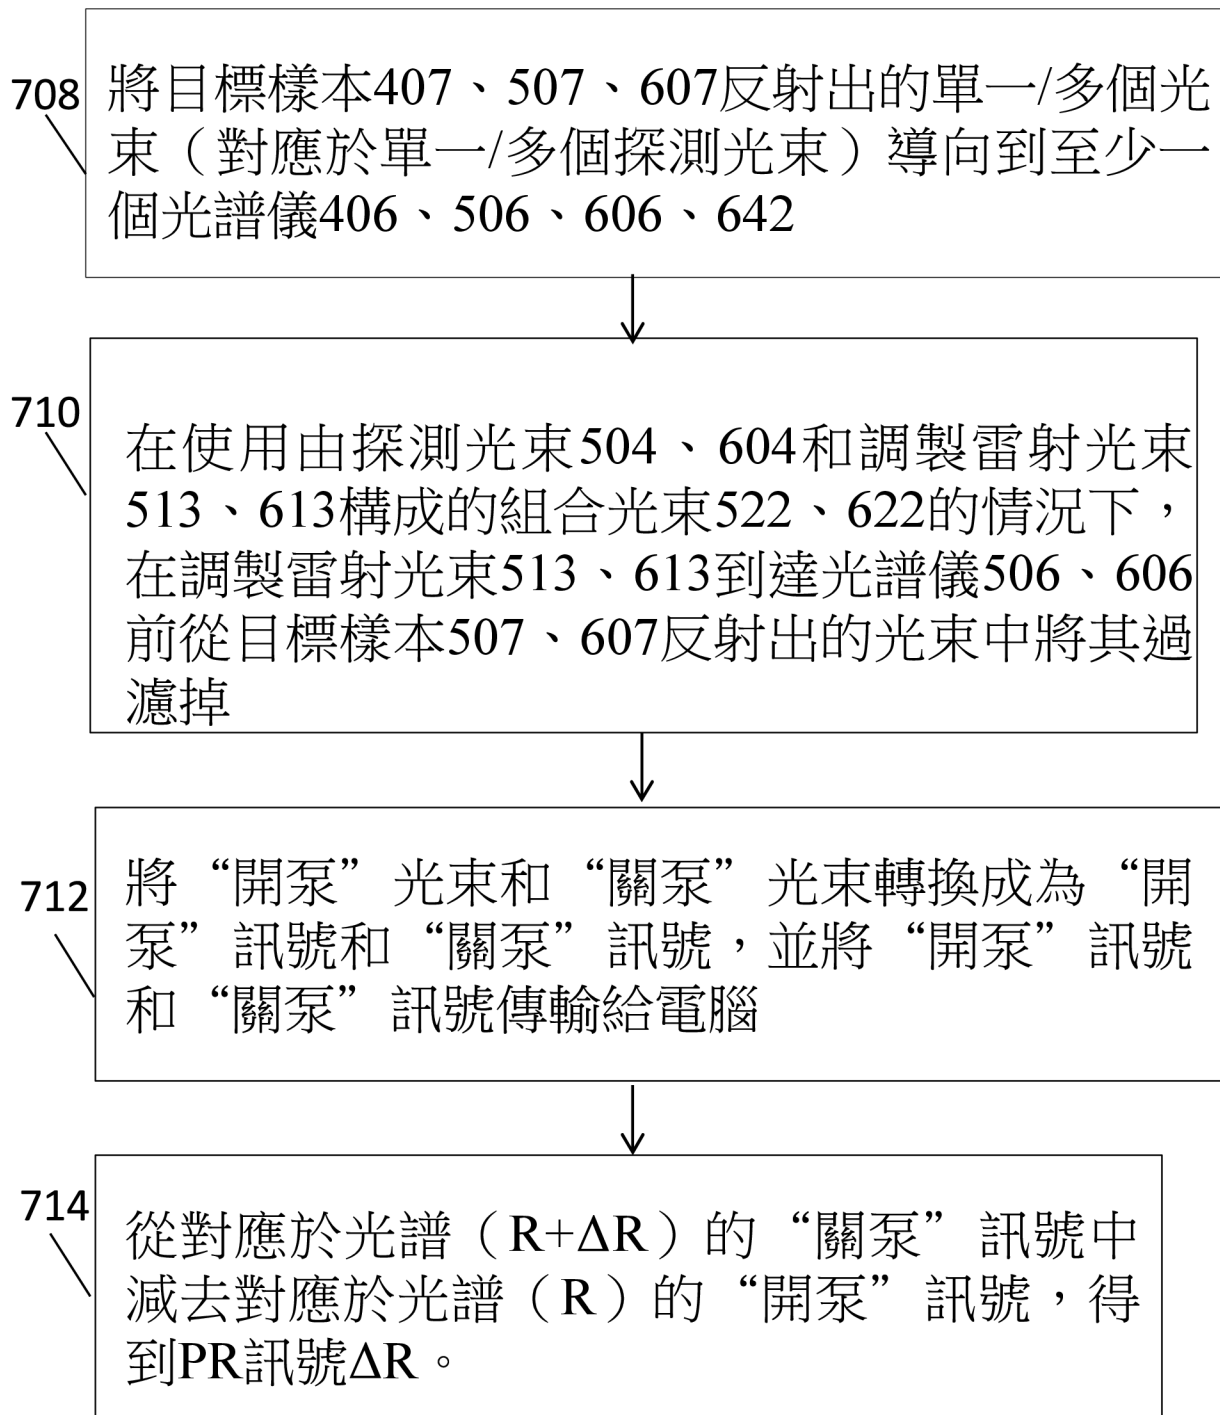 708
將目標樣本407、507、607反射出的單一/多個光
束（對應於單一/多個探測光束）導向到至少一
個光譜儀406、506、606、642
710
在使用由探測光束504、604和調製雷射光束
513、613構成的組合光束522、622的情況下，
在調製雷射光束513、613到達光譜儀506、606
前從目標樣本507、607反射出的光束中將其過
濾掉
712
將“開泵”光束和“關泵”光束轉換成為“開
泵”訊號和“關泵”訊號，並將“開泵”訊號
和“關泵”訊號傳輸給電腦
714
從對應於光譜（R+ΔR）的“關泵”訊號中
減去對應於光譜（R）的“開泵”訊號，得
到PR訊號ΔR。